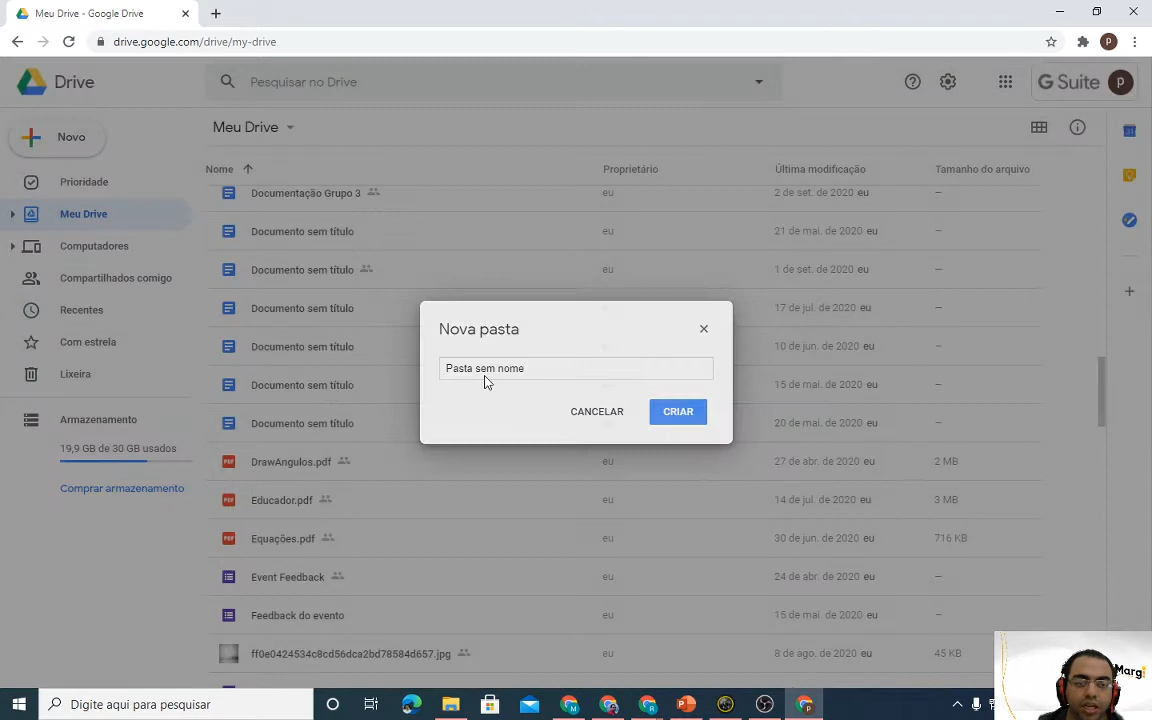 Meu Drive - Google Drive
drive.google.com/drive/my-drive
P
Drive
Pesquisar no Drive
G Suite
P
Novo
Meu Drive
Nome
Proprietário
Última modificação
Tamanho do arquivo
Prioridade
Meu Drive
Computadores
Compartilhados comigo
Recentes
Com estrela
Lixeira
Armazenamento
19,9 GB de 30 GB usados
Comprar armazenamento
Documentação Grupo 3 eu 2 de set. de 2020 eu –
Documento sem título eu 21 de mai. de 2020 eu –
Documento sem título eu 1 de set. de 2020 eu –
Documento sem título eu 17 de jul. de 2020 eu –
Documento sem título eu 10 de jun. de 2020 eu –
Documento sem título eu 15 de mai. de 2020 eu –
Documento sem título eu 20 de mai. de 2020 eu –
DrawAngulos.pdf eu 27 de abr. de 2020 eu 2 MB
Educador.pdf eu 14 de jul. de 2020 eu 3 MB
Equações.pdf eu 30 de jun. de 2020 eu 716 KB
Event Feedback eu 24 de abr. de 2020 eu –
Feedback do evento eu 15 de mai. de 2020 eu –
ff0e0424534c8cd56dca2bd78584d657.jpg eu 8 de ago. de 2020 eu 45 KB
Nova pasta
Pasta sem nome
CANCELAR
CRIAR
Digite aqui para pesquisar